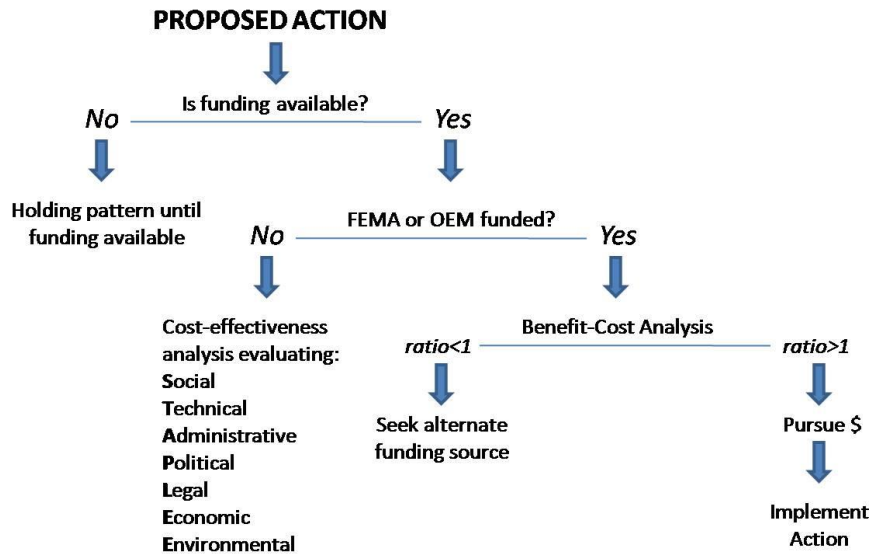 PROPOSED ACTION
Is funding available?
No
Yes
Holding pattern until
funding available
FEMA or OEM funded?
No
Yes
Cost-effectiveness
analysis evaluating:
Social
Technical
Administrative
Political
Legal
Economic
Environmental
Benefit-Cost Analysis
ratio<1
ratio>1
Seek alternate
funding source
Pursue $
Implement
Action